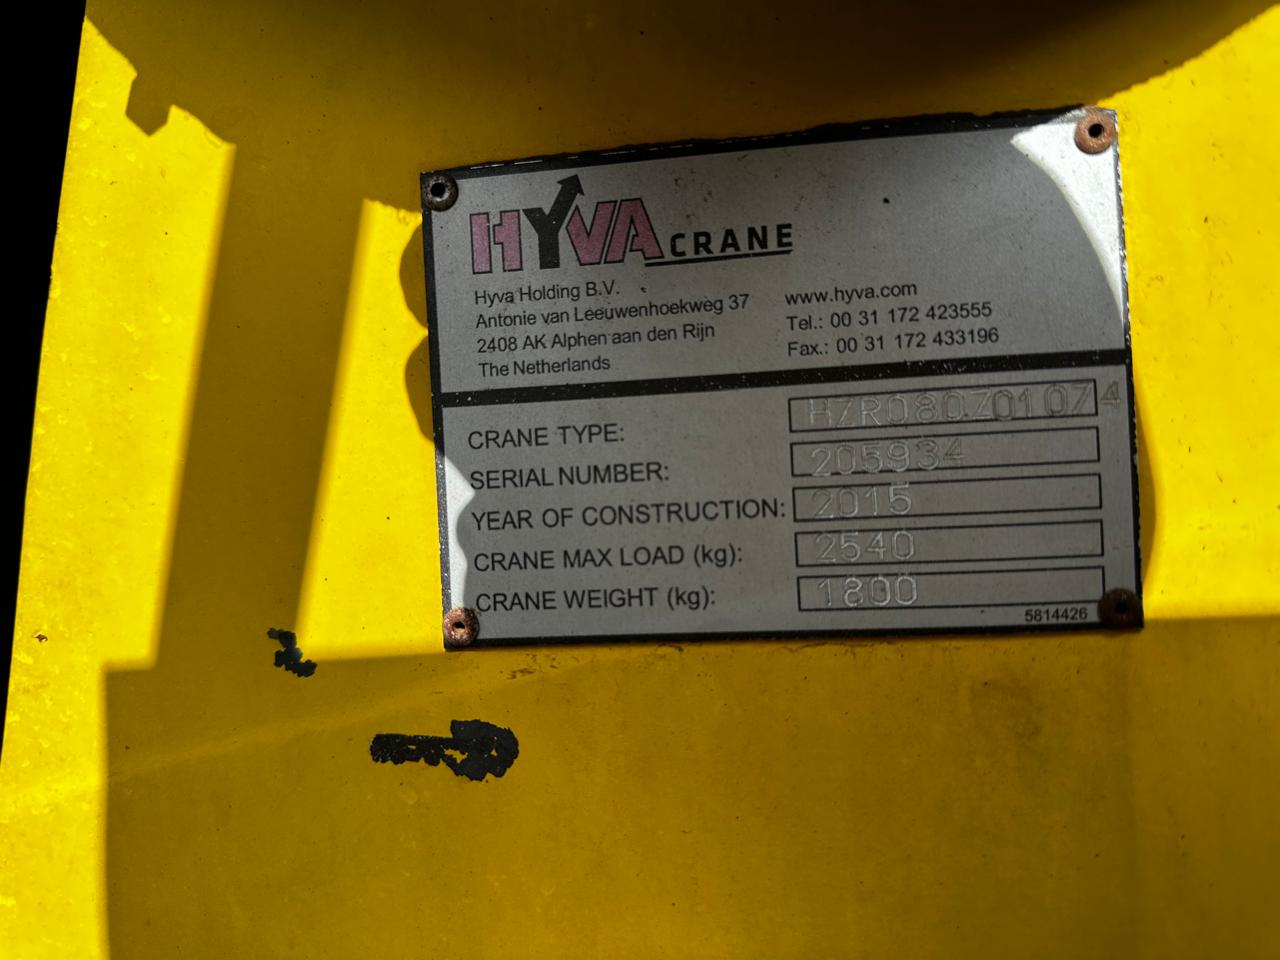 HYVA CRANE
Hyva Holding B.V.
Antonie van Leeuwenhoekweg 37
2408 AK Alphen aan den Rijn
The Netherlands
www.hyva.com
Tel.: 00 31 172 423555
Fax.: 00 31 172 433196
CRANE TYPE: HZR080Z010Z4
SERIAL NUMBER: 205934
YEAR OF CONSTRUCTION: 2015
CRANE MAX LOAD (kg): 2540
CRANE WEIGHT (kg): 1800
5814426